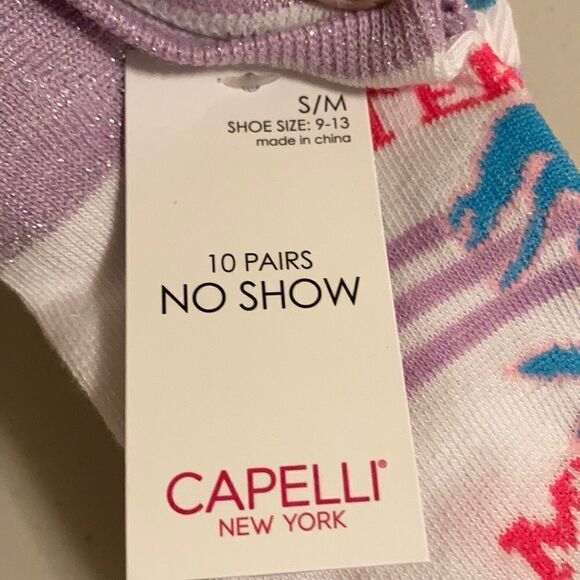 S/M
SHOE SIZE: 9-13
made in china
10 PAIRS
NO SHOW
CAPELLI®
NEW YORK